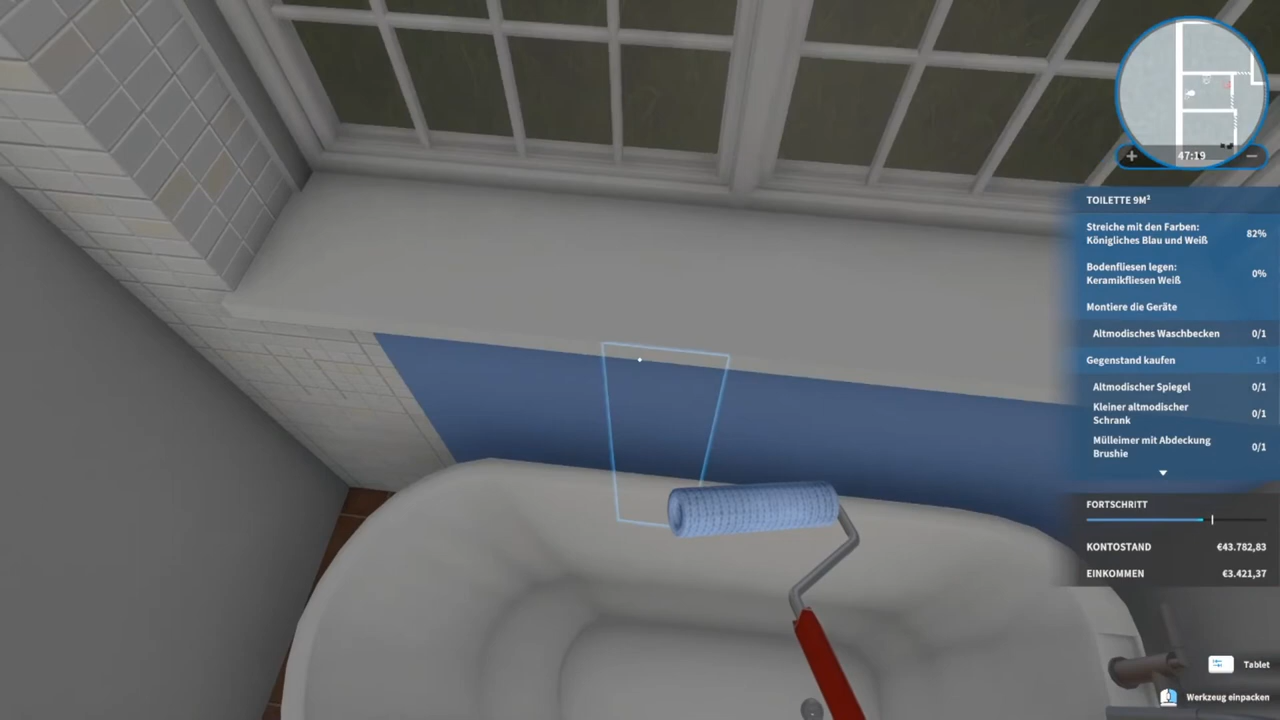 47:19
TOILETTE 9M²
Streiche mit den Farben:
Königliches Blau und Weiß
82%
Bodenfliesen legen:
Keramikfliesen Weiß
0%
Montiere die Geräte
Altmodisches Waschbecken 0/1
Gegenstand kaufen 14
Altmodischer Spiegel 0/1
Kleiner altmodischer
Schrank
0/1
Mülleimer mit Abdeckung
Brushie
0/1
FORTSCHRITT
KONTOSTAND €43.782,83
EINKOMMEN €3.421,37
Tablet
Werkzeug einpacken